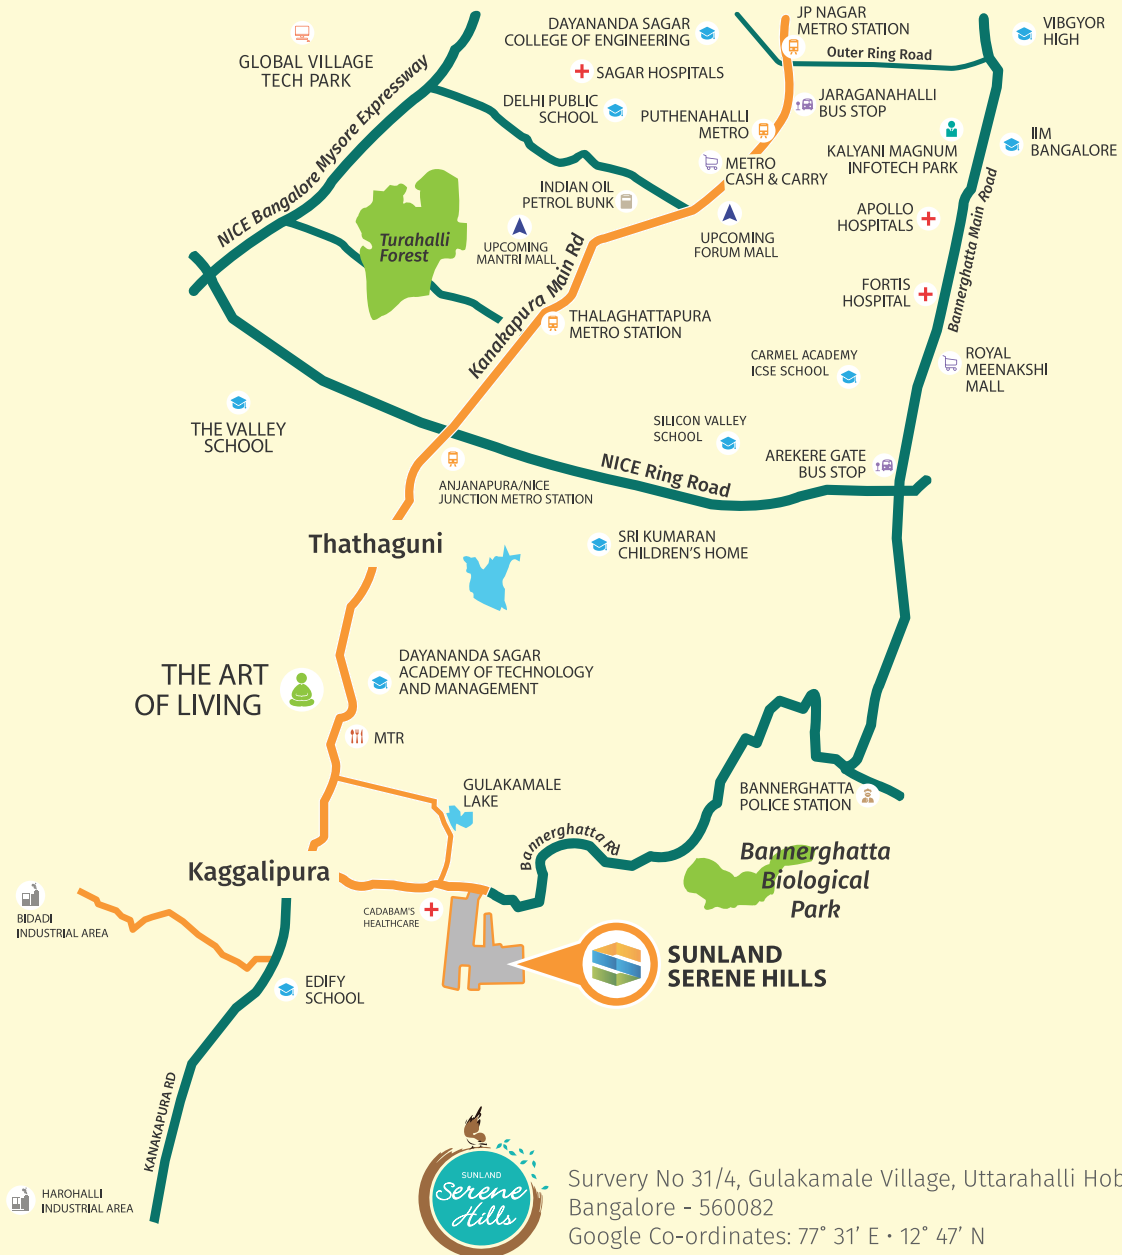 JP NAGAR
METRO STATION
DAYANANDA SAGAR
COLLEGE OF ENGINEERING
VIBGYOR
HIGH
GLOBAL VILLAGE
TECH PARK
Outer Ring Road
SAGAR HOSPITALS
NICE Bangalore Mysore Expressway
DELHI PUBLIC
SCHOOL
JARAGANAHALLI
BUS STOP
PUTHENAHALLI
METRO
IIM
BANGALORE
KALYANI MAGNUM
INFOTECH PARK
METRO
CASH & CARRY
INDIAN OIL
PETROL BUNK
APOLLO
HOSPITALS
Turahalli
Forest
UPCOMING
MANTRI MALL
UPCOMING
FORUM MALL
Bannerghatta Main Road
FORTIS
HOSPITAL
Kanakapura Main Rd
THALAGHATTAPURA
METRO STATION
CARMEL ACADEMY
ICSE SCHOOL
ROYAL
MEENAKSHI
MALL
THE VALLEY
SCHOOL
SILICON VALLEY
SCHOOL
AREKERE GATE
BUS STOP
NICE Ring Road
ANJANAPURA/NICE
JUNCTION METRO STATION
Thathaguni
SRI KUMARAN
CHILDREN'S HOME
THE ART
OF LIVING
DAYANANDA SAGAR
ACADEMY OF TECHNOLOGY
AND MANAGEMENT
MTR
GULAKAMALE
LAKE
BANNERGHATTA
POLICE STATION
Bannerghatta Rd
Bannerghatta
Biological
Park
Kaggalipura
CADABAM'S
HEALTHCARE
BIDADI
INDUSTRIAL AREA
SUNLAND
SERENE HILLS
EDIFY
SCHOOL
KANAKAPURA RD
HAROHALLI
INDUSTRIAL AREA
SUNLAND
Serene
Hills
Survery No 31/4, Gulakamale Village, Uttarahalli Hob
Bangalore - 560082
Google Co-ordinates: 77° 31’ E • 12° 47’ N